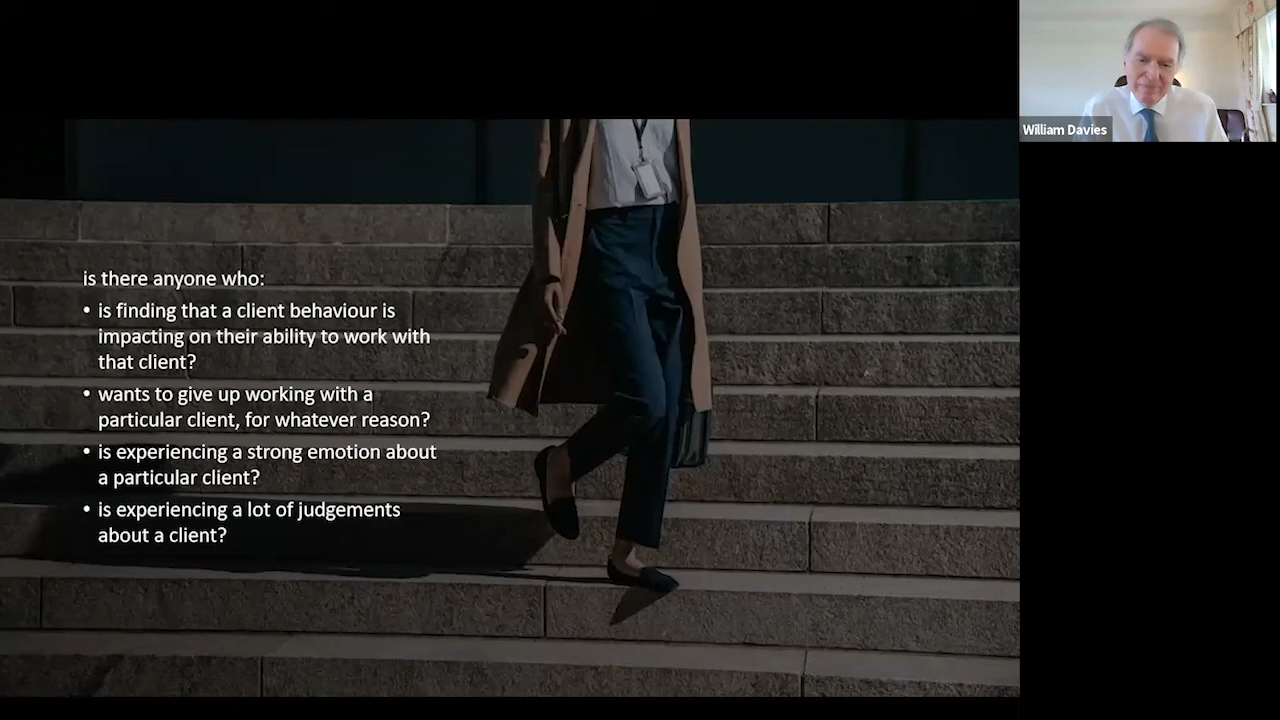 is there anyone who:
• is finding that a client behaviour is
impacting on their ability to work with
that client?
• wants to give up working with a
particular client, for whatever reason?
• is experiencing a strong emotion about
a particular client?
• is experiencing a lot of judgements
about a client?
William Davies